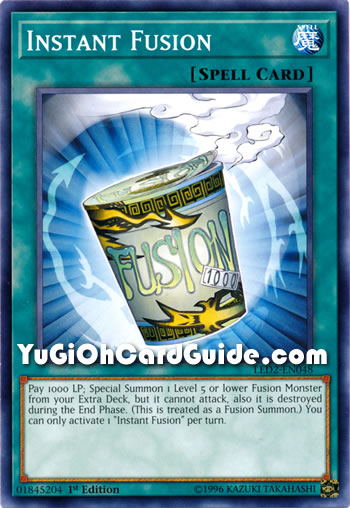 INSTANT FUSION
SPELL
魔
[SPELL CARD]
FUSION
1000
YuGiOhCardGuide.com
LED2-EN048
Pay 1000 LP; Special Summon 1 Level 5 or lower Fusion Monster
from your Extra Deck, but it cannot attack, also it is destroyed
during the End Phase. (This is treated as a Fusion Summon.) You
can only activate 1 "Instant Fusion" per turn.
01845204 1st Edition ©1996 KAZUKI TAKAHASHI